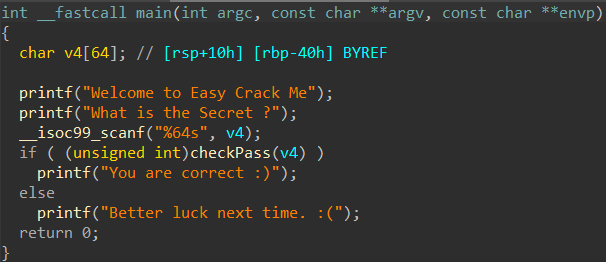 int __fastcall main(int argc, const char **argv, const char **envp)
{
  char v4[64]; // [rsp+10h] [rbp-40h] BYREF

  printf("Welcome to Easy Crack Me");
  printf("What is the Secret ?");
  __isoc99_scanf("%64s", v4);
  if ( (unsigned int)checkPass(v4) )
    printf("You are correct :)");
  else
    printf("Better luck next time. :(");
  return 0;
}